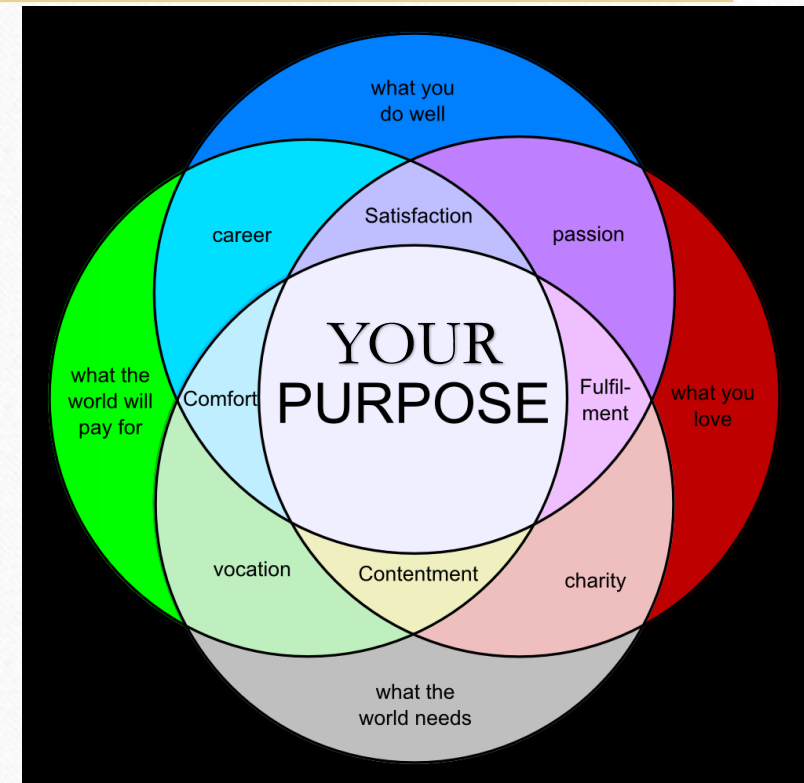 what you
do well
career
Satisfaction
passion
YOUR
PURPOSE
what the
world will
pay for
Comfort
Fulfil-
ment
what you
love
vocation
Contentment
charity
what the
world needs